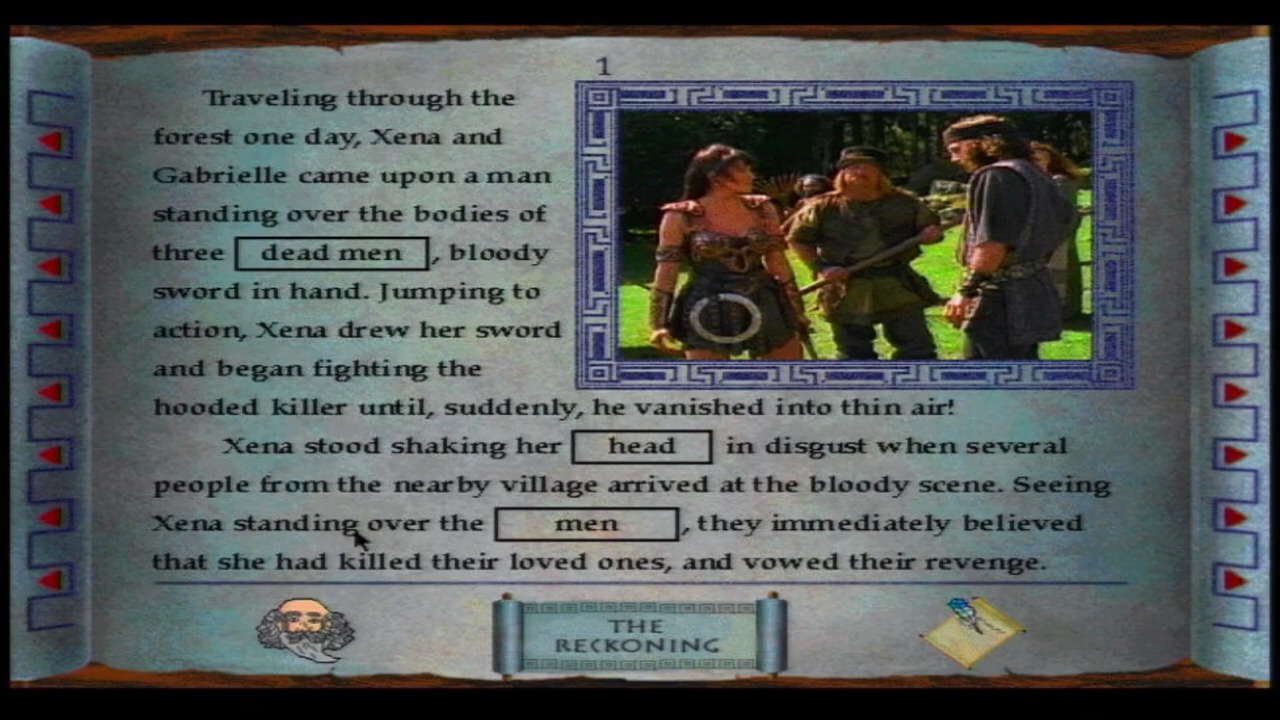 1
Traveling through the
forest one day, Xena and
Gabrielle came upon a man
standing over the bodies of
three dead men, bloody
sword in hand. Jumping to
action, Xena drew her sword
and began fighting the
hooded killer until, suddenly, he vanished into thin air!
Xena stood shaking her head in disgust when several
people from the nearby village arrived at the bloody scene. Seeing
Xena standing over the men, they immediately believed
that she had killed their loved ones, and vowed their revenge.
THE
RECKONING